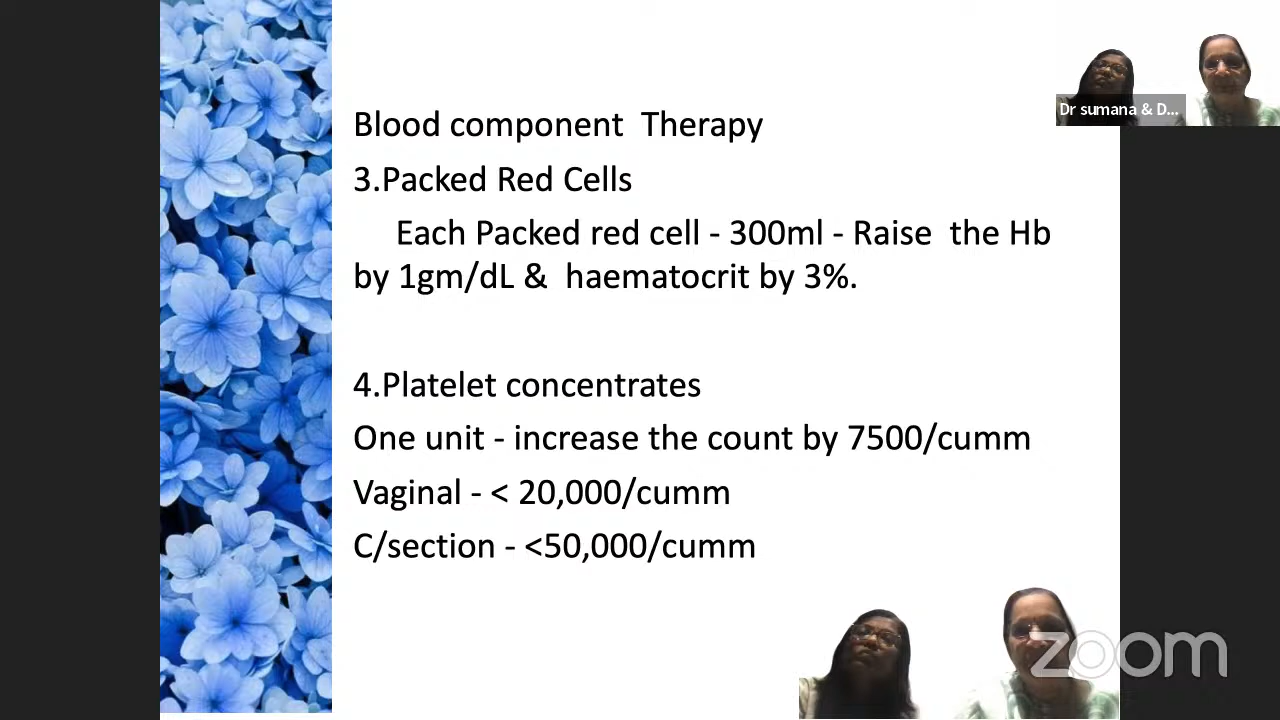 Blood component Therapy
3.Packed Red Cells
Each Packed red cell - 300ml - Raise the Hb
by 1gm/dL & haematocrit by 3%.
4.Platelet concentrates
One unit - increase the count by 7500/cumm
Vaginal - < 20,000/cumm
C/section - <50,000/cumm
Dr sumana & D...
zoom